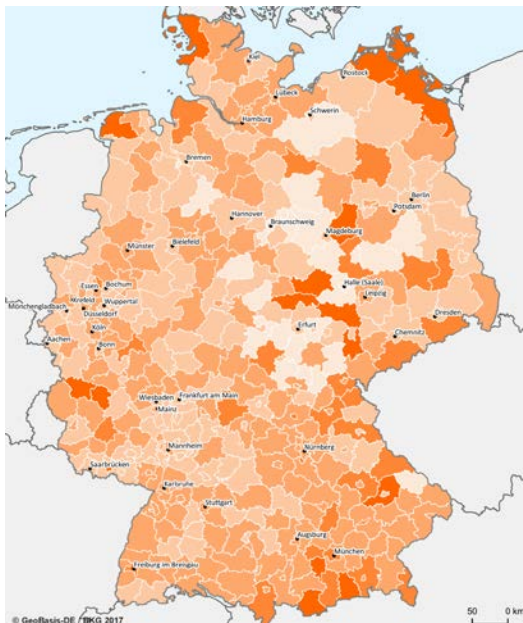 Kiel
Rostock
Lübeck
Schwerin
Hamburg
Bremen
Berlin
Potsdam
Hannover
Braunschweig
Magdeburg
Münster
Bielefeld
Halle (Saale)
Leipzig
Essen
Bochum
Krefeld
Wuppertal
Mönchengladbach
Düsseldorf
Dresden
Köln
Erfurt
Chemnitz
Aachen
Bonn
Wiesbaden
Frankfurt am Main
Mainz
Mannheim
Nürnberg
Saarbrücken
Karlsruhe
Stuttgart
Augsburg
München
Freiburg im Breisgau
50 0 km
© GeoBasis-DE / BKG 2017